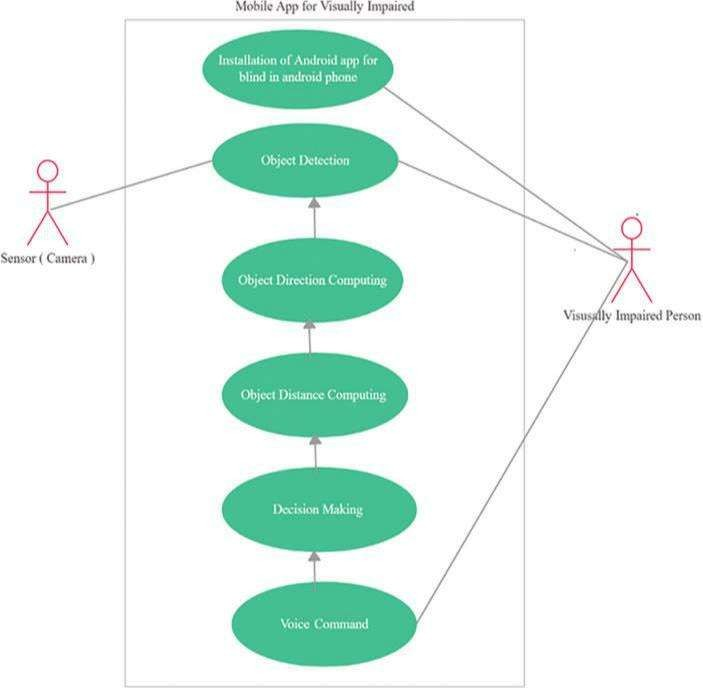 Mobile App for Visually Impaired
Installation of Android app for
blind in android phone
Object Detection
Sensor ( Camera )
Object Direction Computing
Visusally Impaired Person
Object Distance Computing
Decision Making
Voice Command